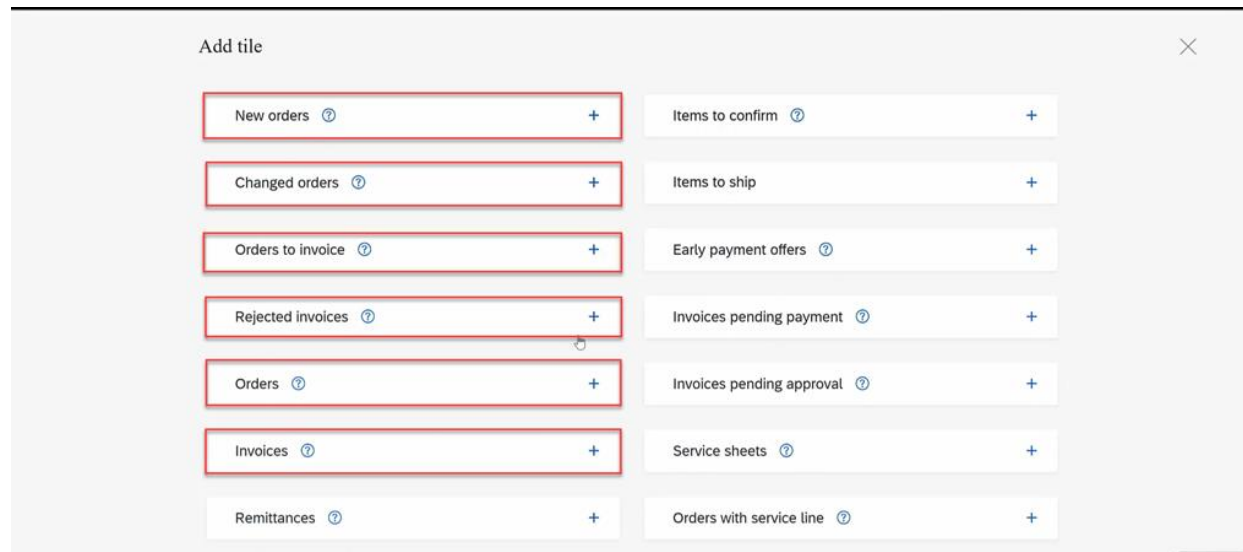 Add tile
New orders
Items to confirm
Changed orders
Items to ship
Orders to invoice
Early payment offers
Rejected invoices
Invoices pending payment
Orders
Invoices pending approval
Invoices
Service sheets
Remittances
Orders with service line